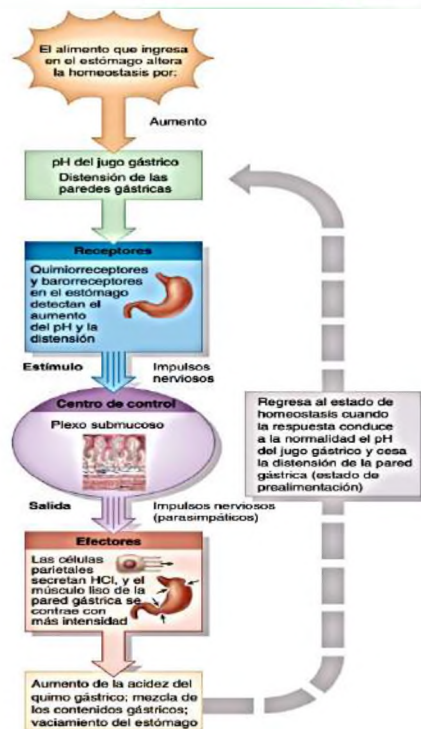 El alimento que ingresa
en el estómago altera
la homeostasis por:
Aumento
pH del jugo gástrico
Distensión de las
paredes gástricas
Receptores
Quimiorreceptores
y barorreceptores
en el estómago
detectan el
aumento
del pH y la
distensión
Estímulo
Impulsos
nerviosos
Centro de control
Plexo submucoso
Regresa al estado de
homeostasis cuando
la respuesta conduce
a la normalidad el pH
del jugo gástrico y cesa
la distensión de la pared
gástrica (estado de
prealimentación)
Salida
Impulsos nerviosos
(parasimpáticos)
Efectores
Las células
parietales
secretan HCl, y el
músculo liso de la
pared gástrica se
contrae con
más intensidad
Aumento de la acidez del
quimo gástrico; mezcla de
los contenidos gástricos;
vaciamiento del estómago